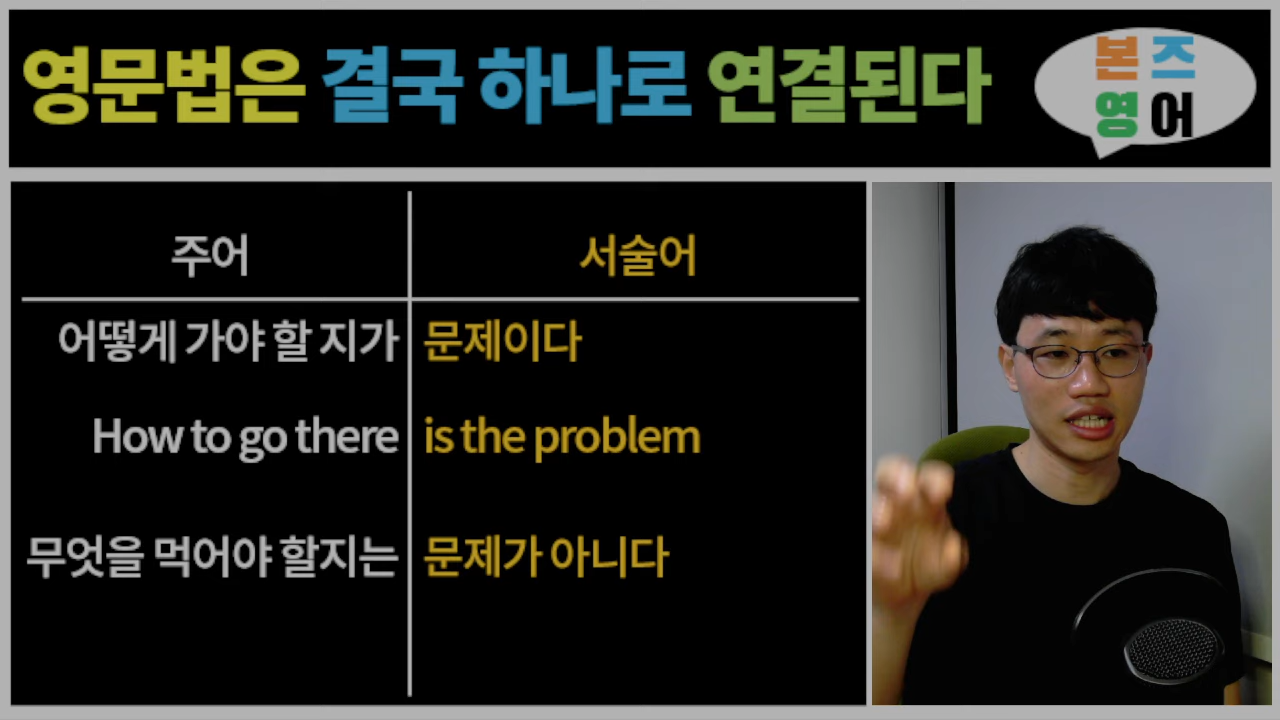 영문법은 결국 하나로 연결된다
본즈
영어
주어
서술어
어떻게 가야 할 지가 문제이다
How to go there is the problem
무엇을 먹어야 할지는 문제가 아니다